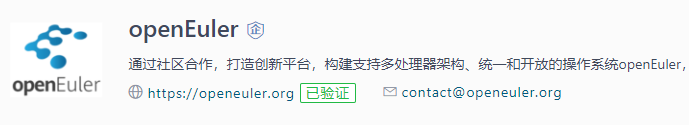 openEuler
openEuler 企
通过社区合作，打造创新平台，构建支持多处理器架构、统一和开放的操作系统openEuler，
https://openeuler.org 已验证 contact@openeuler.org